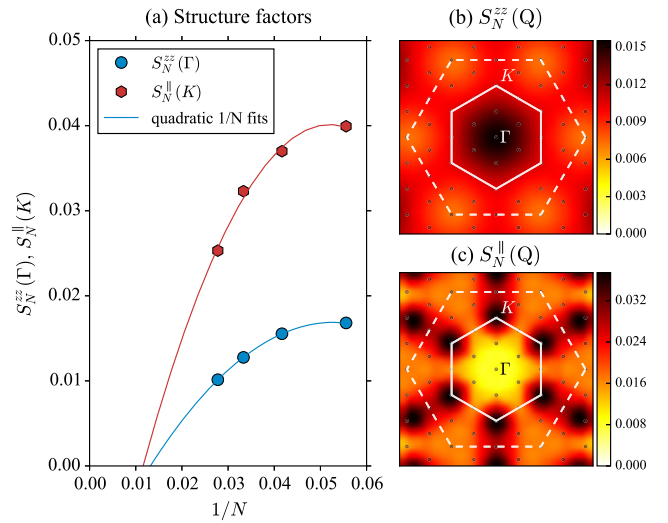 (a) Structure factors
0.05
0.04
0.03
0.02
0.01
0.00
S_N^{zz}(Γ), S_N^∥(K)
S_N^{zz}(Γ)
S_N^∥(K)
quadratic 1/N fits
0.00 0.01 0.02 0.03 0.04 0.05 0.06
1/N
(b) S_N^{zz}(Q)
K
Γ
0.015
0.012
0.009
0.006
0.003
0.000
(c) S_N^∥(Q)
K
Γ
0.032
0.024
0.016
0.008
0.000